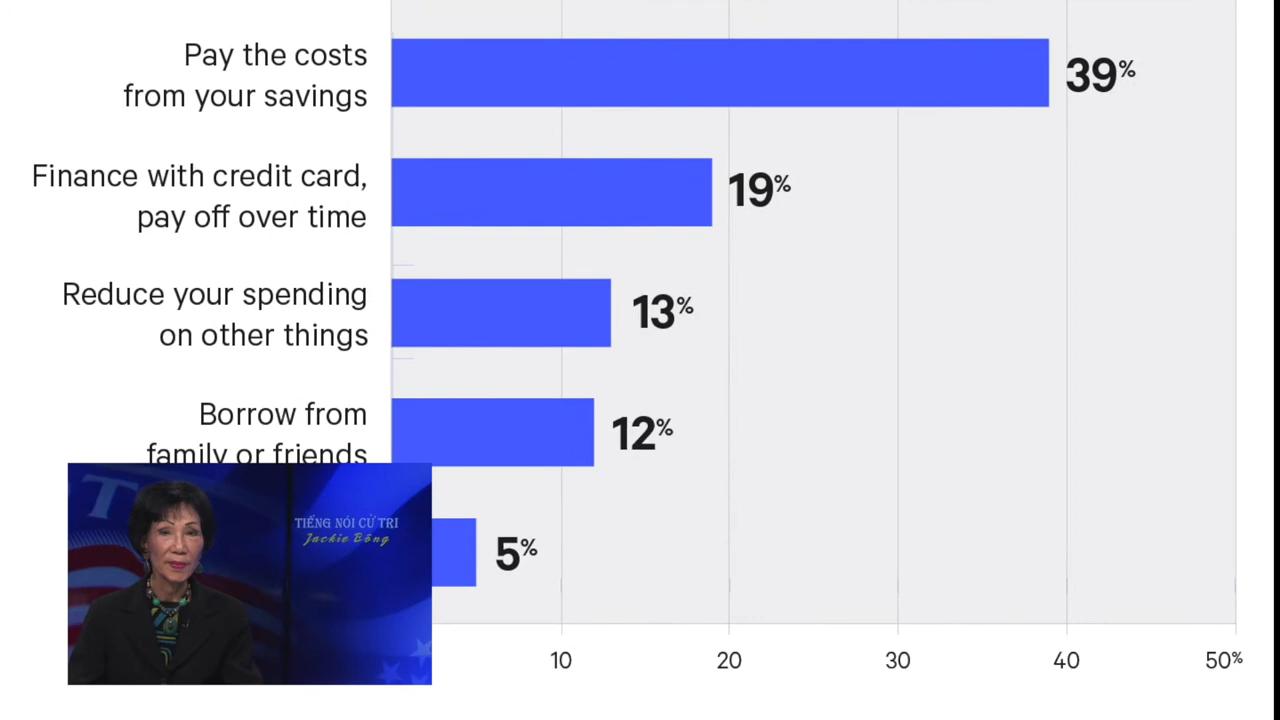 Pay the costs
from your savings
39%
Finance with credit card,
pay off over time
19%
Reduce your spending
on other things
13%
Borrow from
family or friends
12%
5%
TIẾNG NÓI CỬ TRI
Jackie Bông
10 20 30 40 50%